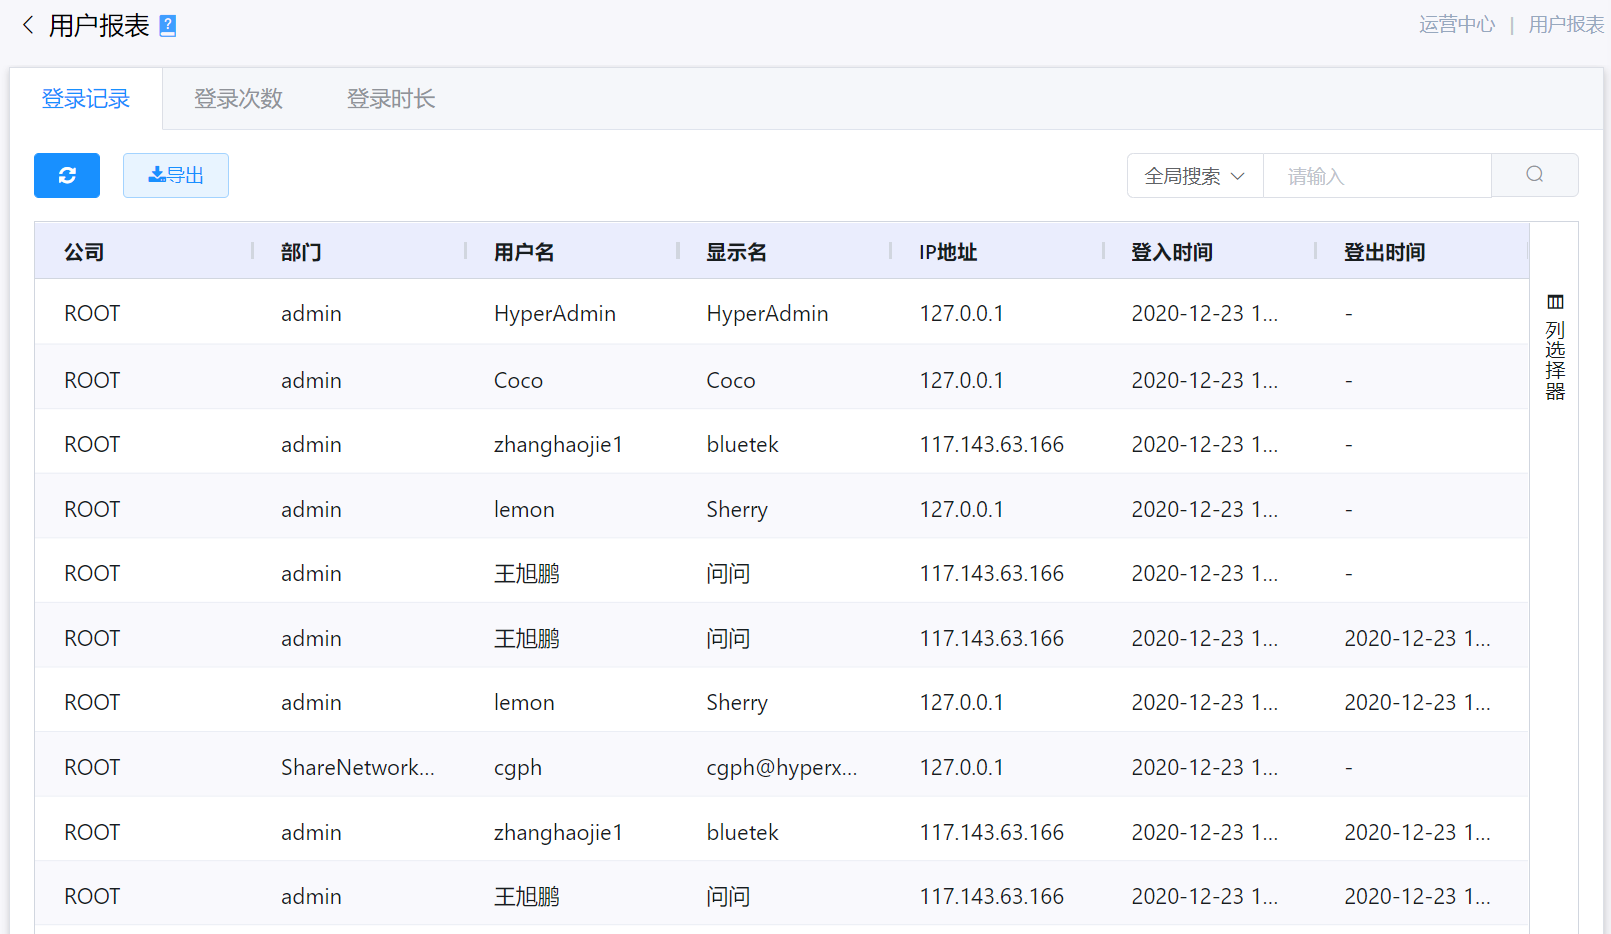 用户报表
运营中心 | 用户报表
登录记录 登录次数 登录时长
导出 全局搜索 请输入
公司 部门 用户名 显示名 IP地址 登入时间 登出时间
ROOT admin HyperAdmin HyperAdmin 127.0.0.1 2020-12-23 1... -
列选择器
ROOT admin Coco Coco 127.0.0.1 2020-12-23 1... -
ROOT admin zhanghaojie1 bluetek 117.143.63.166 2020-12-23 1... -
ROOT admin lemon Sherry 127.0.0.1 2020-12-23 1... -
ROOT admin 王旭鹏 问问 117.143.63.166 2020-12-23 1... -
ROOT admin 王旭鹏 问问 117.143.63.166 2020-12-23 1... 2020-12-23 1...
ROOT admin lemon Sherry 127.0.0.1 2020-12-23 1... 2020-12-23 1...
ROOT ShareNetwork... cgph cgph@hyperx... 127.0.0.1 2020-12-23 1... -
ROOT admin zhanghaojie1 bluetek 117.143.63.166 2020-12-23 1... 2020-12-23 1...
ROOT admin 王旭鹏 问问 117.143.63.166 2020-12-23 1... 2020-12-23 1...